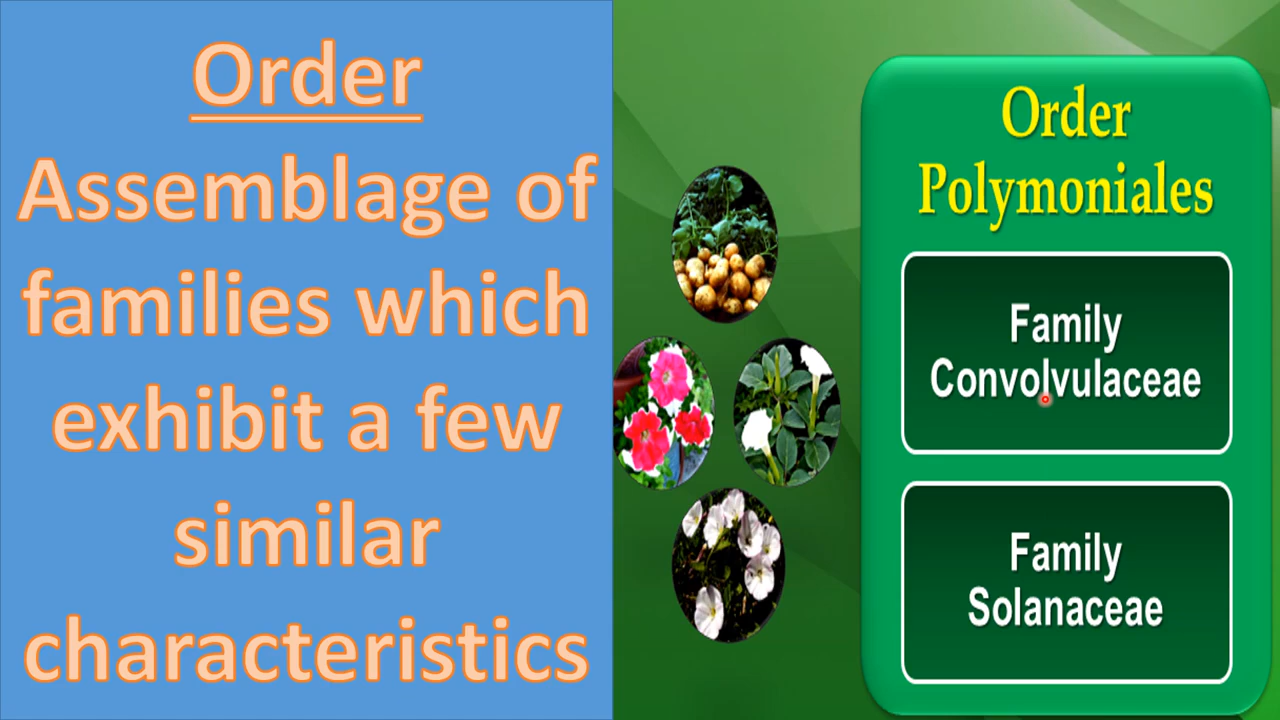 Order
Assemblage of
families which
exhibit a few
similar
characteristics
Order
Polymoniales
Family
Convolvulaceae
Family
Solanaceae